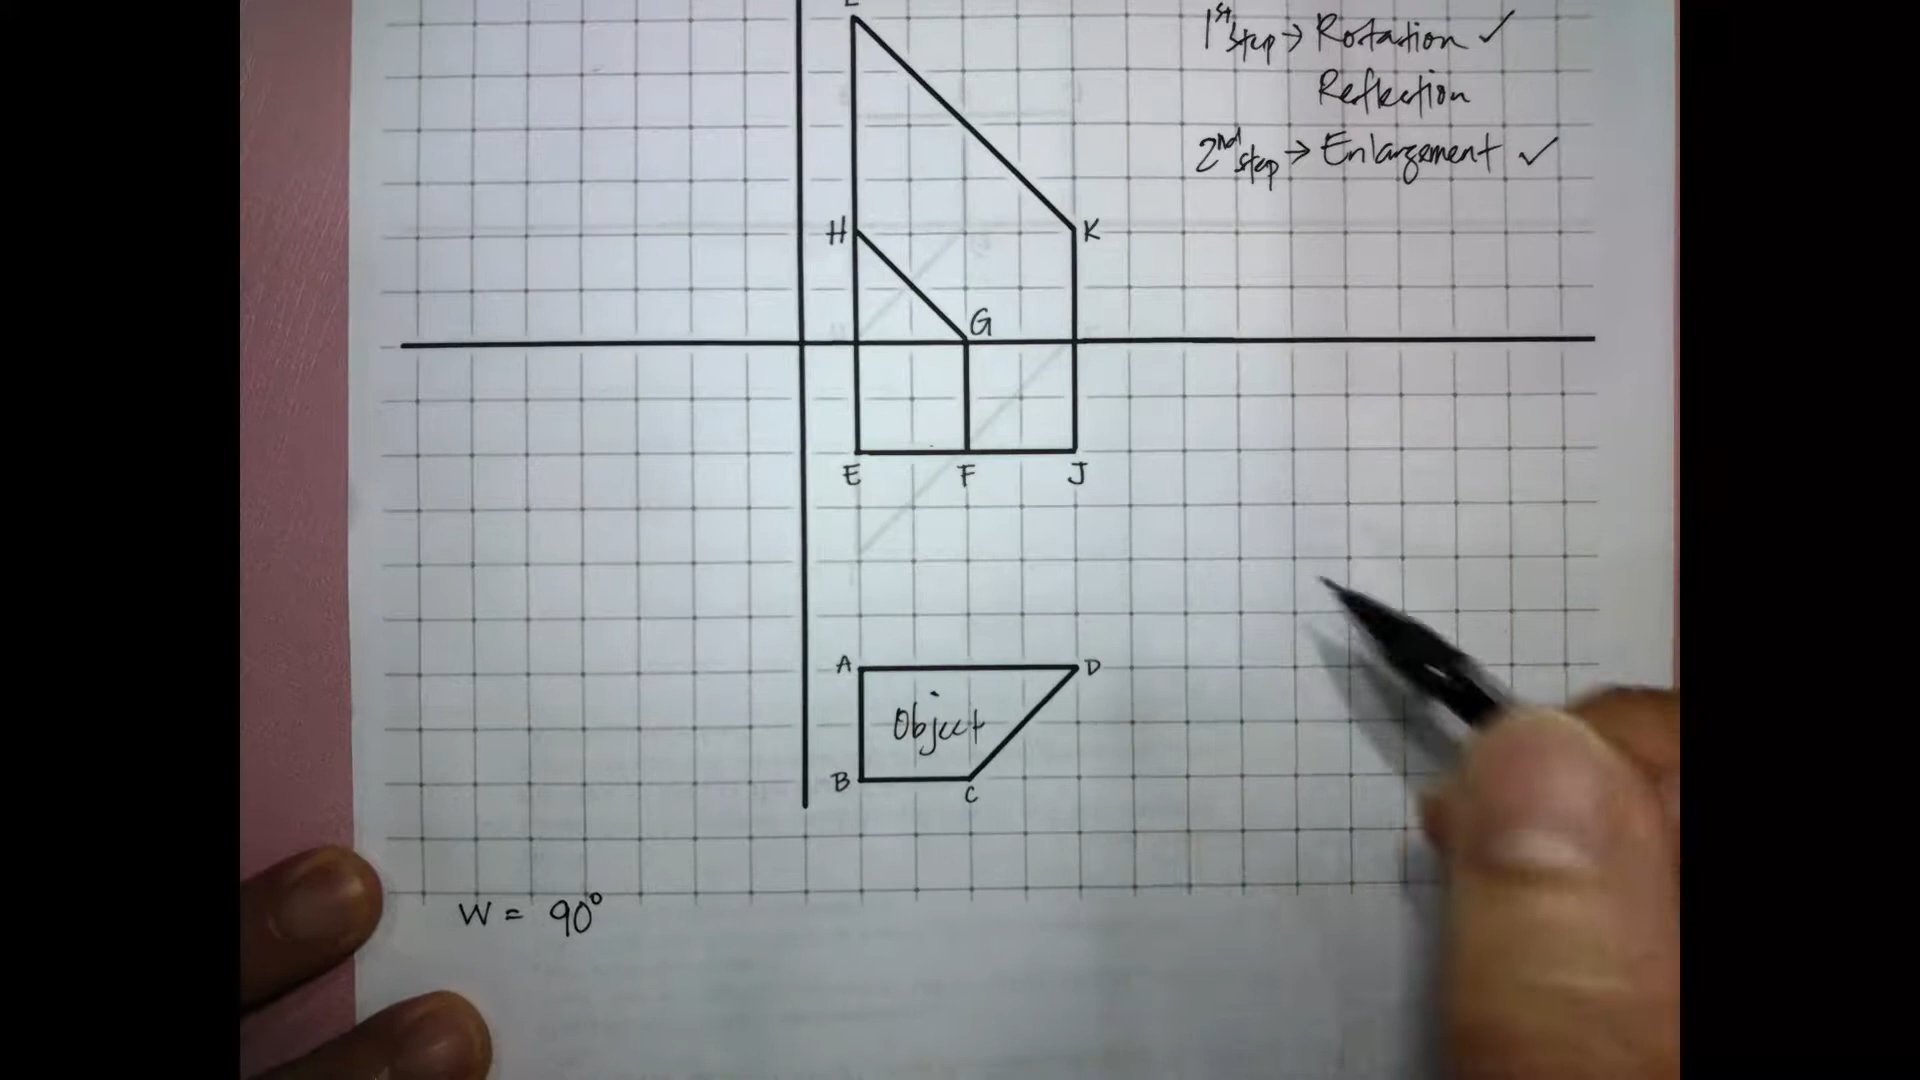 1st step → Rotation ✓
Reflection
2nd step → Enlargement ✓
H
K
G
E
F
J
A
D
Object
B
C
W = 90°